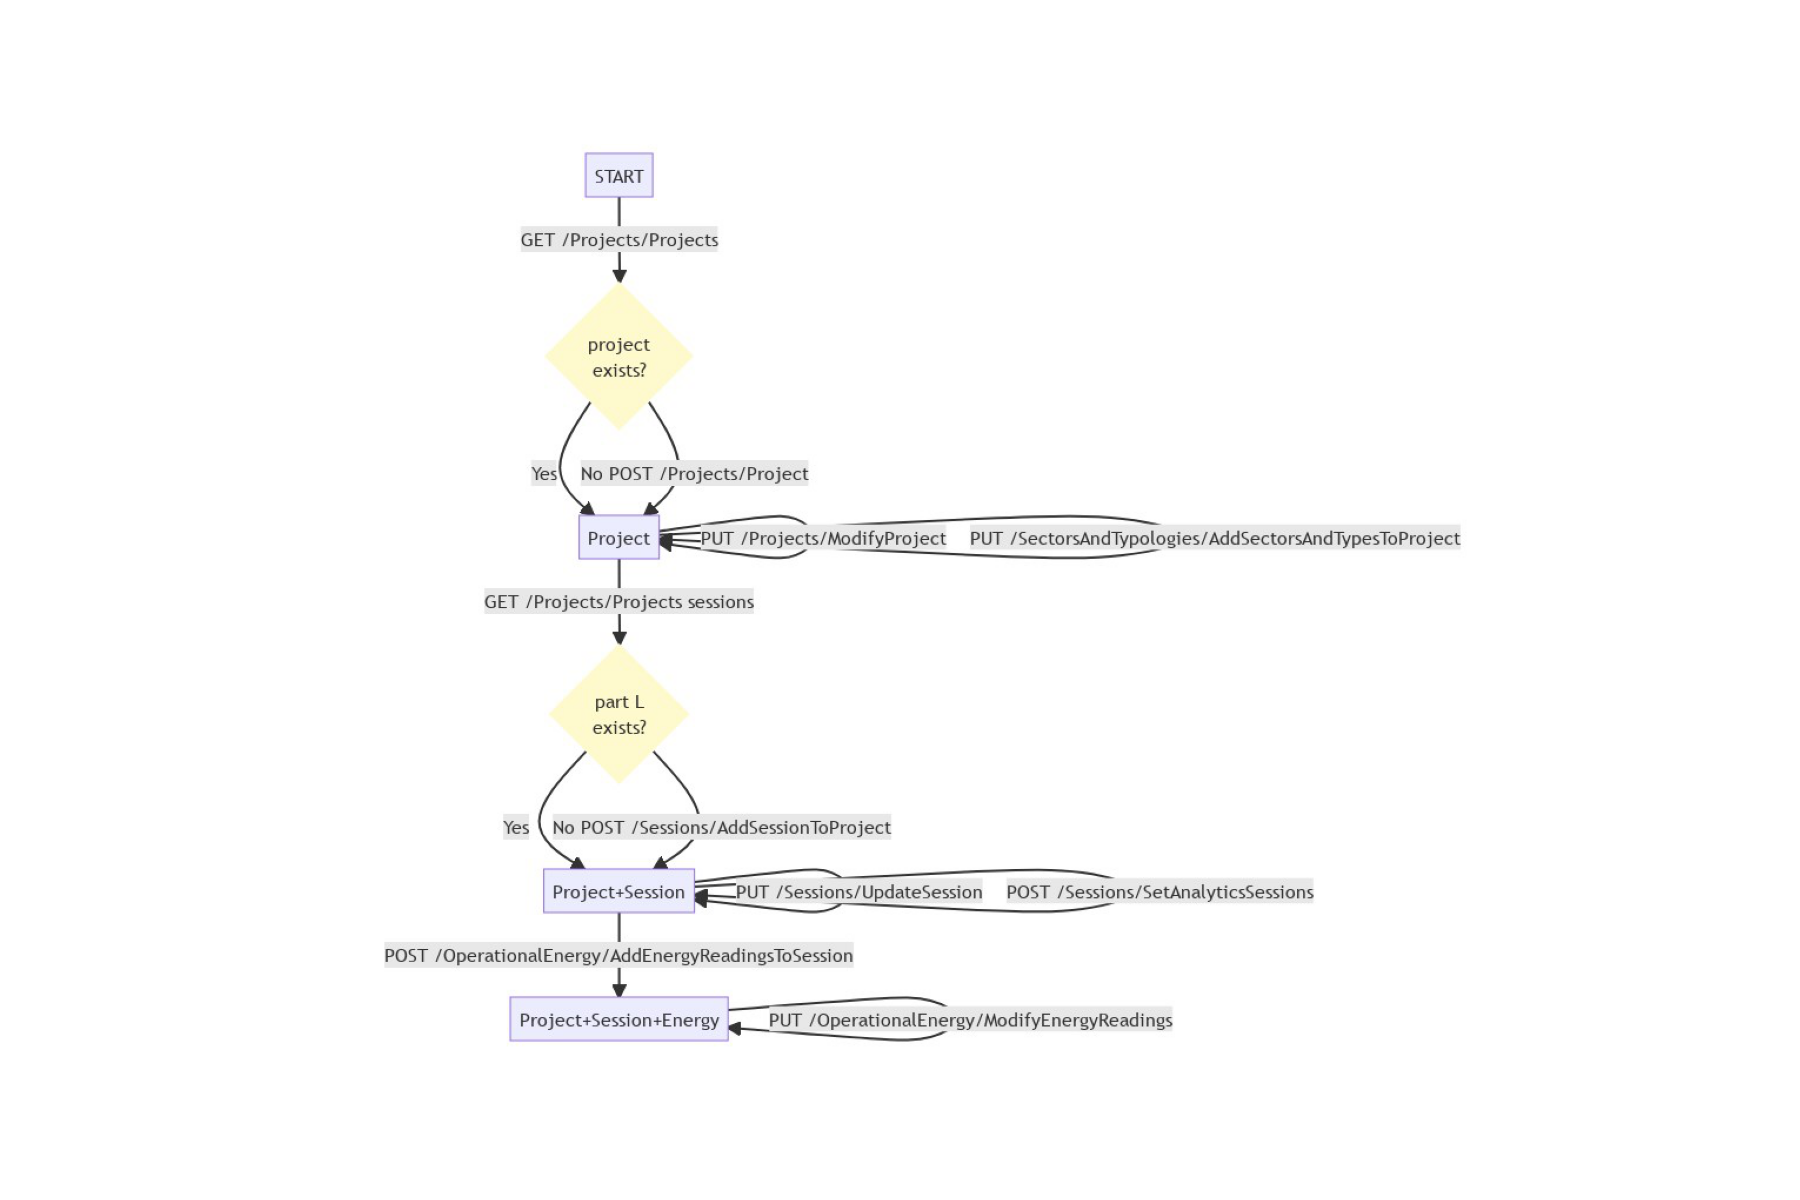 START
GET /Projects/Projects
project
exists?
Yes
No POST /Projects/Project
Project
PUT /Projects/ModifyProject
PUT /SectorsAndTypologies/AddSectorsAndTypesToProject
GET /Projects/Projects sessions
part L
exists?
Yes
No POST /Sessions/AddSessionToProject
Project+Session
PUT /Sessions/UpdateSession
POST /Sessions/SetAnalyticsSessions
POST /OperationalEnergy/AddEnergyReadingsToSession
Project+Session+Energy
PUT /OperationalEnergy/ModifyEnergyReadings